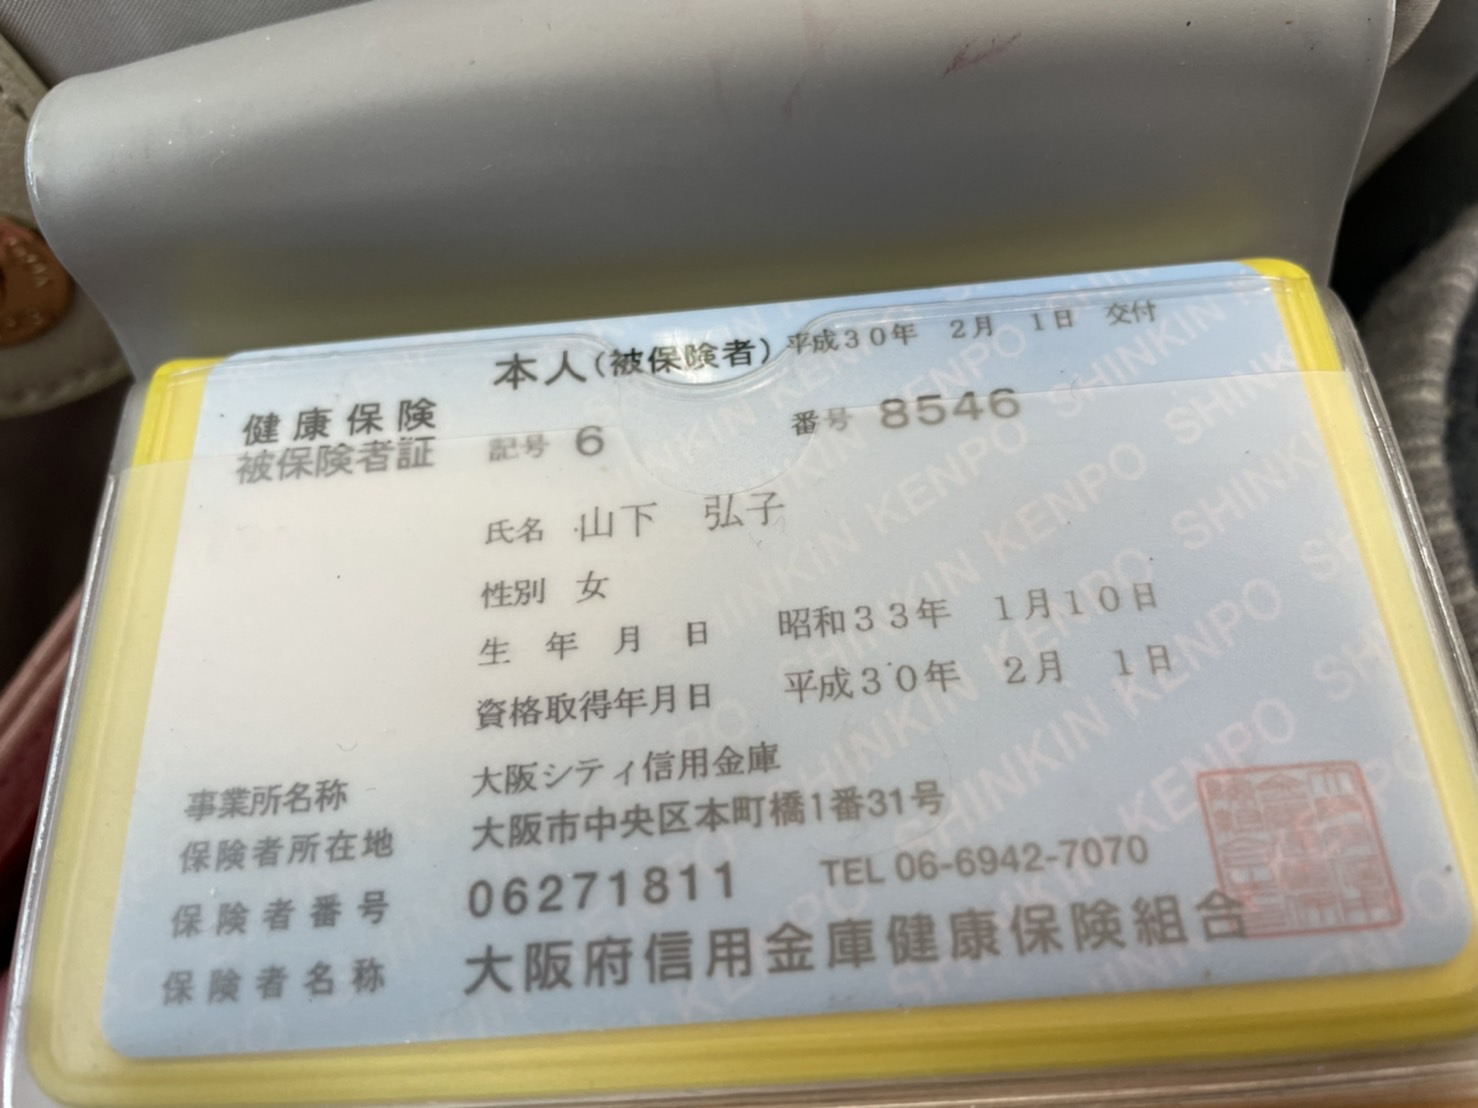 本人(被保険者) 平成30年 2月 1日 交付
健康保険
被保険者証
記号 6 番号 8546
氏名 山下 弘子
性別 女
生年月日 昭和33年 1月10日
資格取得年月日 平成30年 2月 1日
事業所名称 大阪シティ信用金庫
保険者所在地 大阪市中央区本町橋1番31号
保険者番号 06271811 TEL 06-6942-7070
保険者名称 大阪府信用金庫健康保険組合
SHINKIN KENPO